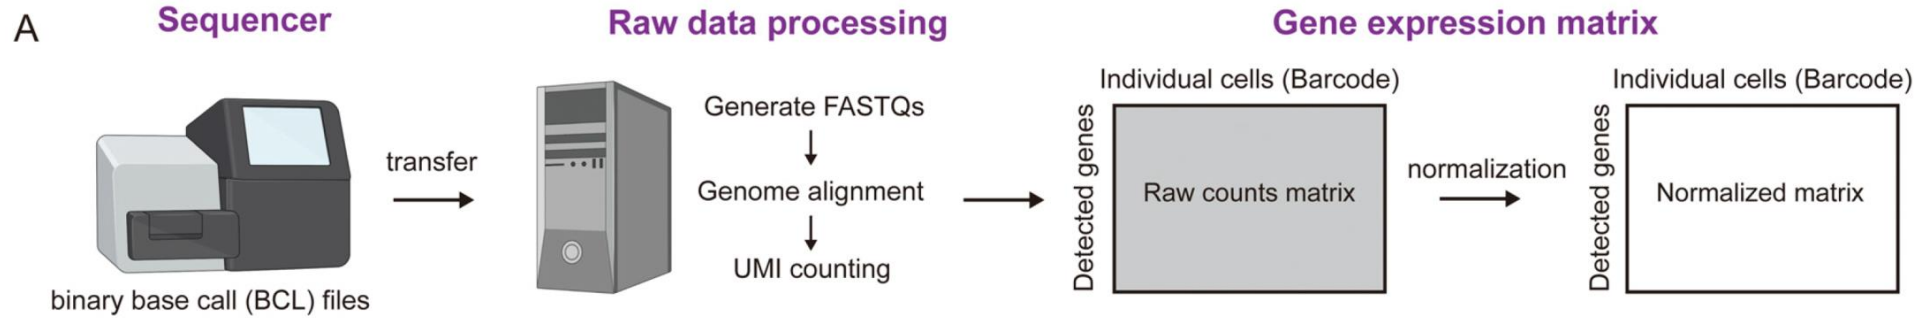 A
Sequencer
transfer
binary base call (BCL) files
Raw data processing
Generate FASTQs
Genome alignment
UMI counting
Gene expression matrix
Individual cells (Barcode)
Detected genes
Raw counts matrix
normalization
Individual cells (Barcode)
Detected genes
Normalized matrix